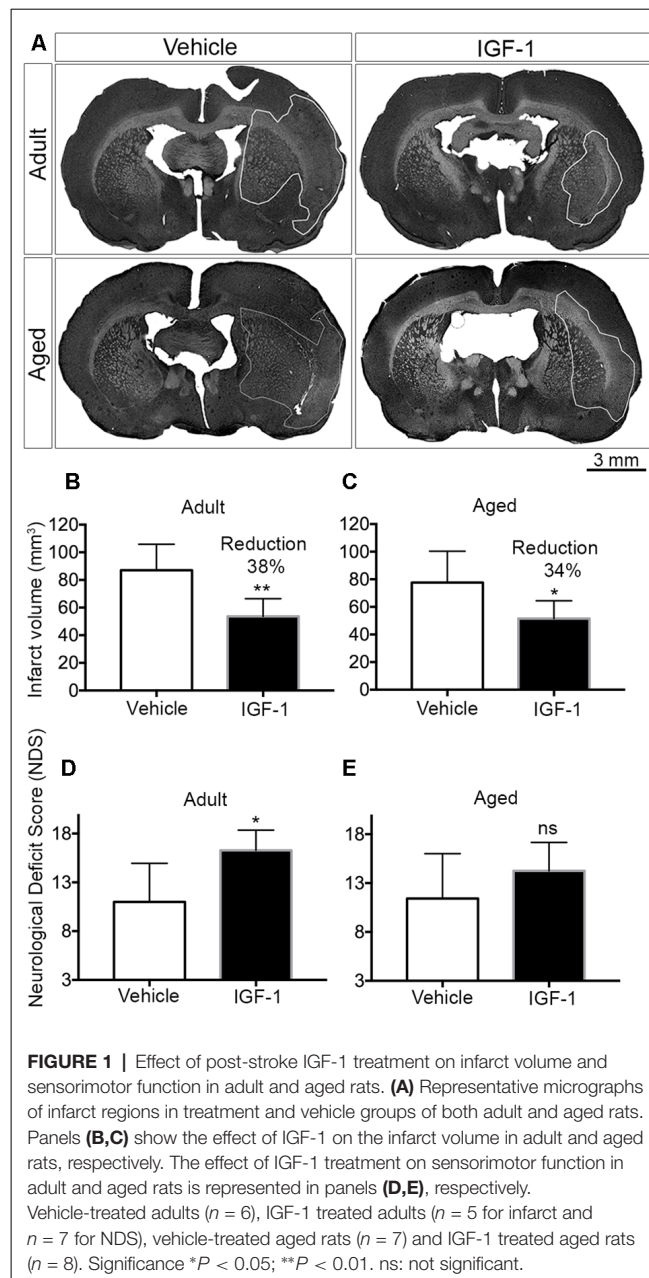 A
Vehicle
IGF-1
Adult
Aged
3 mm
B
Adult
Infarct volume (mm³)
120
100
80
60
40
20
0
Reduction
38%
**
Vehicle
IGF-1
C
Aged
120
100
80
60
40
20
0
Reduction
34%
*
Vehicle
IGF-1
D
Adult
Neurological Deficit Score (NDS)
18
13
8
3
*
Vehicle
IGF-1
E
Aged
18
13
8
3
ns
Vehicle
IGF-1
FIGURE 1 | Effect of post-stroke IGF-1 treatment on infarct volume and
sensorimotor function in adult and aged rats. (A) Representative micrographs
of infarct regions in treatment and vehicle groups of both adult and aged rats.
Panels (B,C) show the effect of IGF-1 on the infarct volume in adult and aged
rats, respectively. The effect of IGF-1 treatment on sensorimotor function in
adult and aged rats is represented in panels (D,E), respectively.
Vehicle-treated adults (n = 6), IGF-1 treated adults (n = 5 for infarct and
n = 7 for NDS), vehicle-treated aged rats (n = 7) and IGF-1 treated aged rats
(n = 8). Significance *P < 0.05; **P < 0.01. ns: not significant.